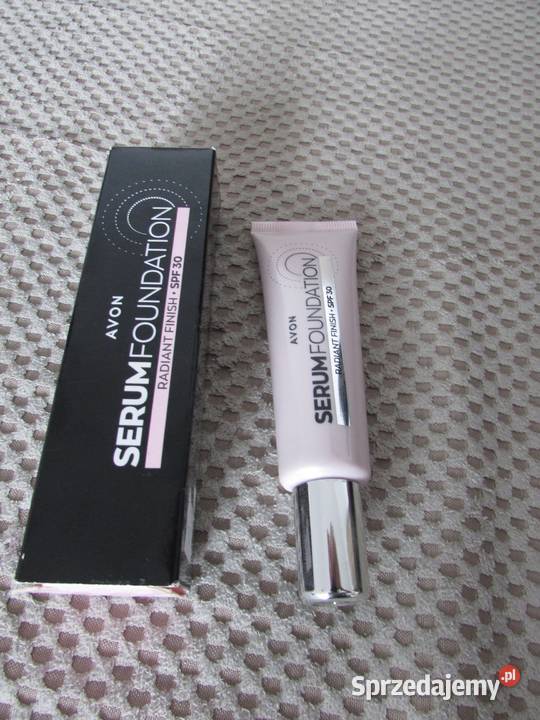 AVON
SERUMFOUNDATION
RADIANT FINISH • SPF 30
AVON
SERUMFOUNDATION
RADIANT FINISH • SPF 30
Sprzedajemy.pl